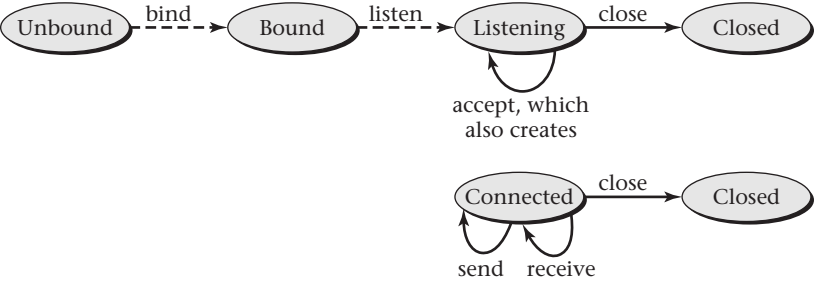 Unbound bind Bound listen Listening close Closed
accept, which
also creates
Connected close Closed
send receive